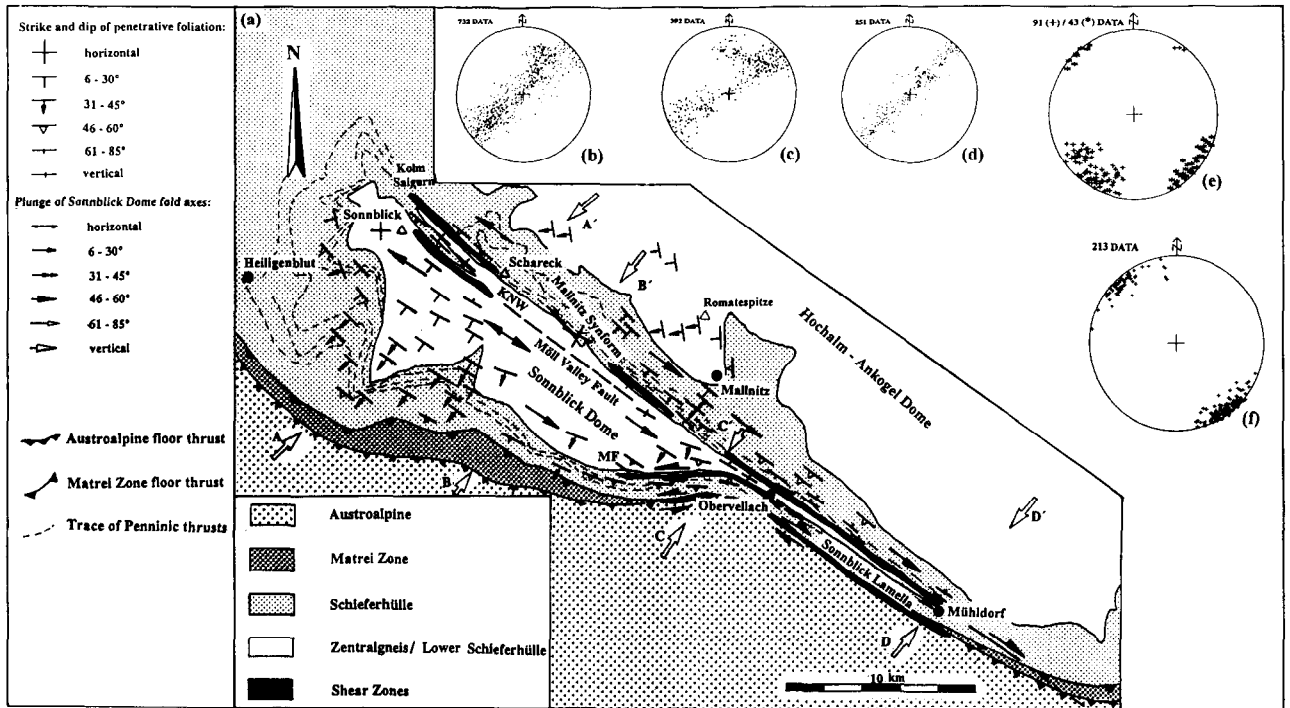 Strike and dip of penetrative foliation:
horizontal
6 - 30°
31 - 45°
46 - 60°
61 - 85°
vertical
Plunge of Sonnblick Dome fold axes:
horizontal
6 - 30°
31 - 45°
46 - 60°
61 - 85°
vertical
Austroalpine floor thrust
Matrei Zone floor thrust
Trace of Penninic thrusts
(a)
N
732 DATA
N
(b)
392 DATA
N
(c)
251 DATA
N
(d)
91 (+) / 43 (*) DATA
N
(e)
213 DATA
N
(f)
Kolm
Saigurn
Sonnblick
Heiligenblut
Schareck
KNW
Mallnitz Synform
Möll Valley Fault
Sonnblick Dome
Romatespitze
Mallnitz
Hochalm - Ankogel Dome
MF
Obervellach
Sonnblick Lamella
Mühldorf
A
A´
B
B´
C
C´
D
D´
10 km
Austroalpine
Matrei Zone
Schieferhülle
Zentralgneis/ Lower Schieferhülle
Shear Zones